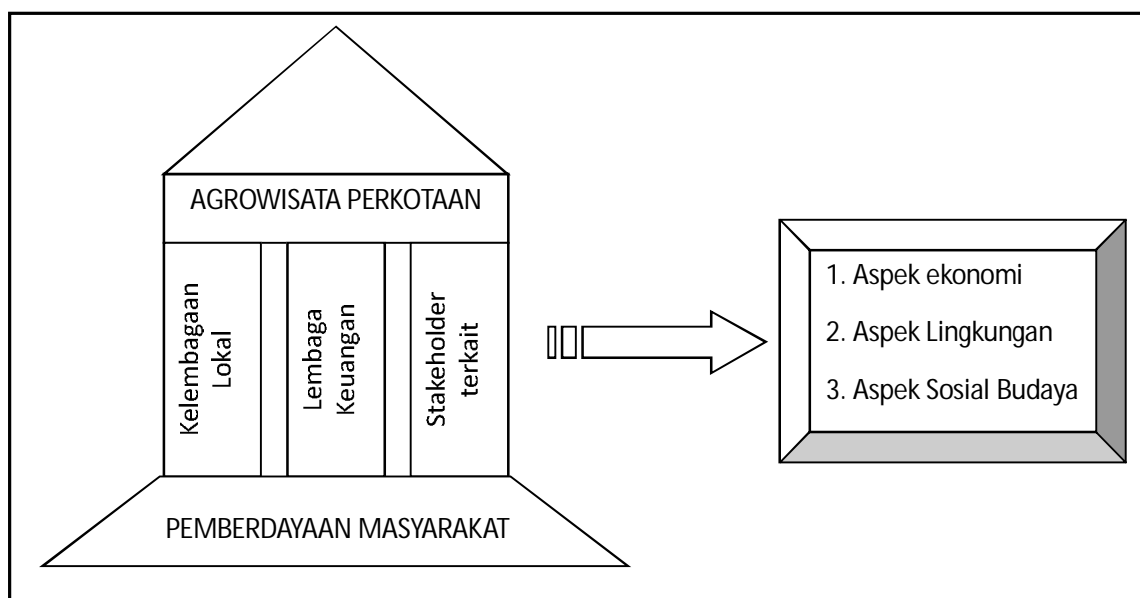 AGROWISATA PERKOTAAN
Kelembagaan
Lokal
Lembaga
Keuangan
Stakeholder
terkait
PEMBERDAYAAN MASYARAKAT
1. Aspek ekonomi
2. Aspek Lingkungan
3. Aspek Sosial Budaya